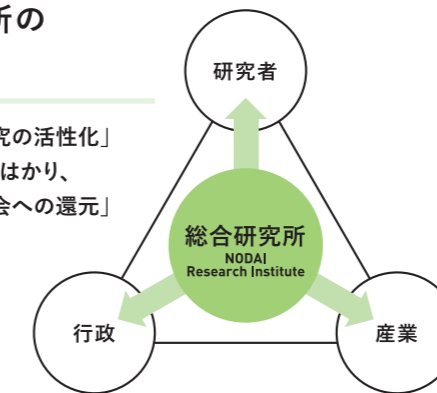 所の
究の活性化」
はかり、
会への還元」
研究者
総合研究所
NODAI
Research Institute
行政
産業